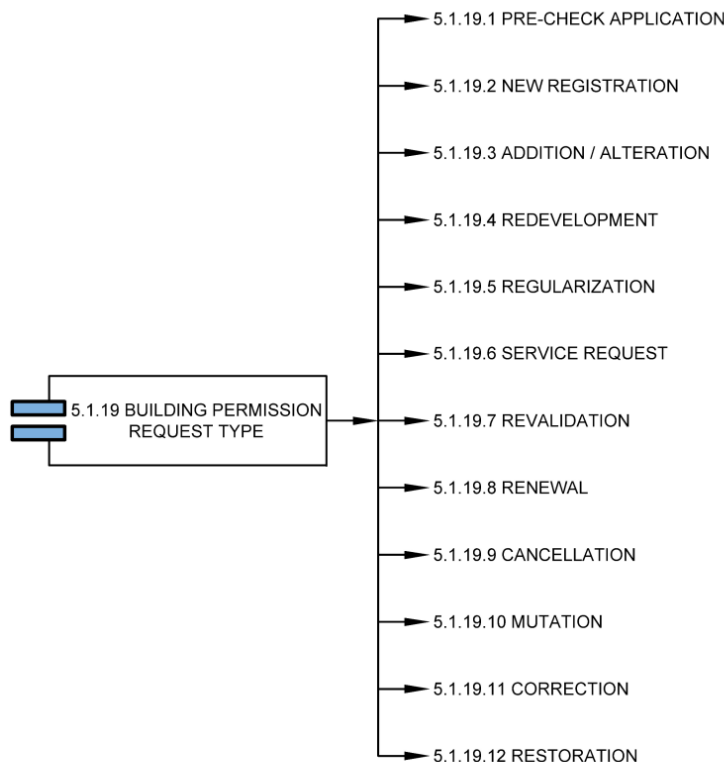 5.1.19.1 PRE-CHECK APPLICATION
5.1.19.2 NEW REGISTRATION
5.1.19.3 ADDITION / ALTERATION
5.1.19.4 REDEVELOPMENT
5.1.19.5 REGULARIZATION
5.1.19.6 SERVICE REQUEST
5.1.19 BUILDING PERMISSION
REQUEST TYPE
5.1.19.7 REVALIDATION
5.1.19.8 RENEWAL
5.1.19.9 CANCELLATION
5.1.19.10 MUTATION
5.1.19.11 CORRECTION
5.1.19.12 RESTORATION